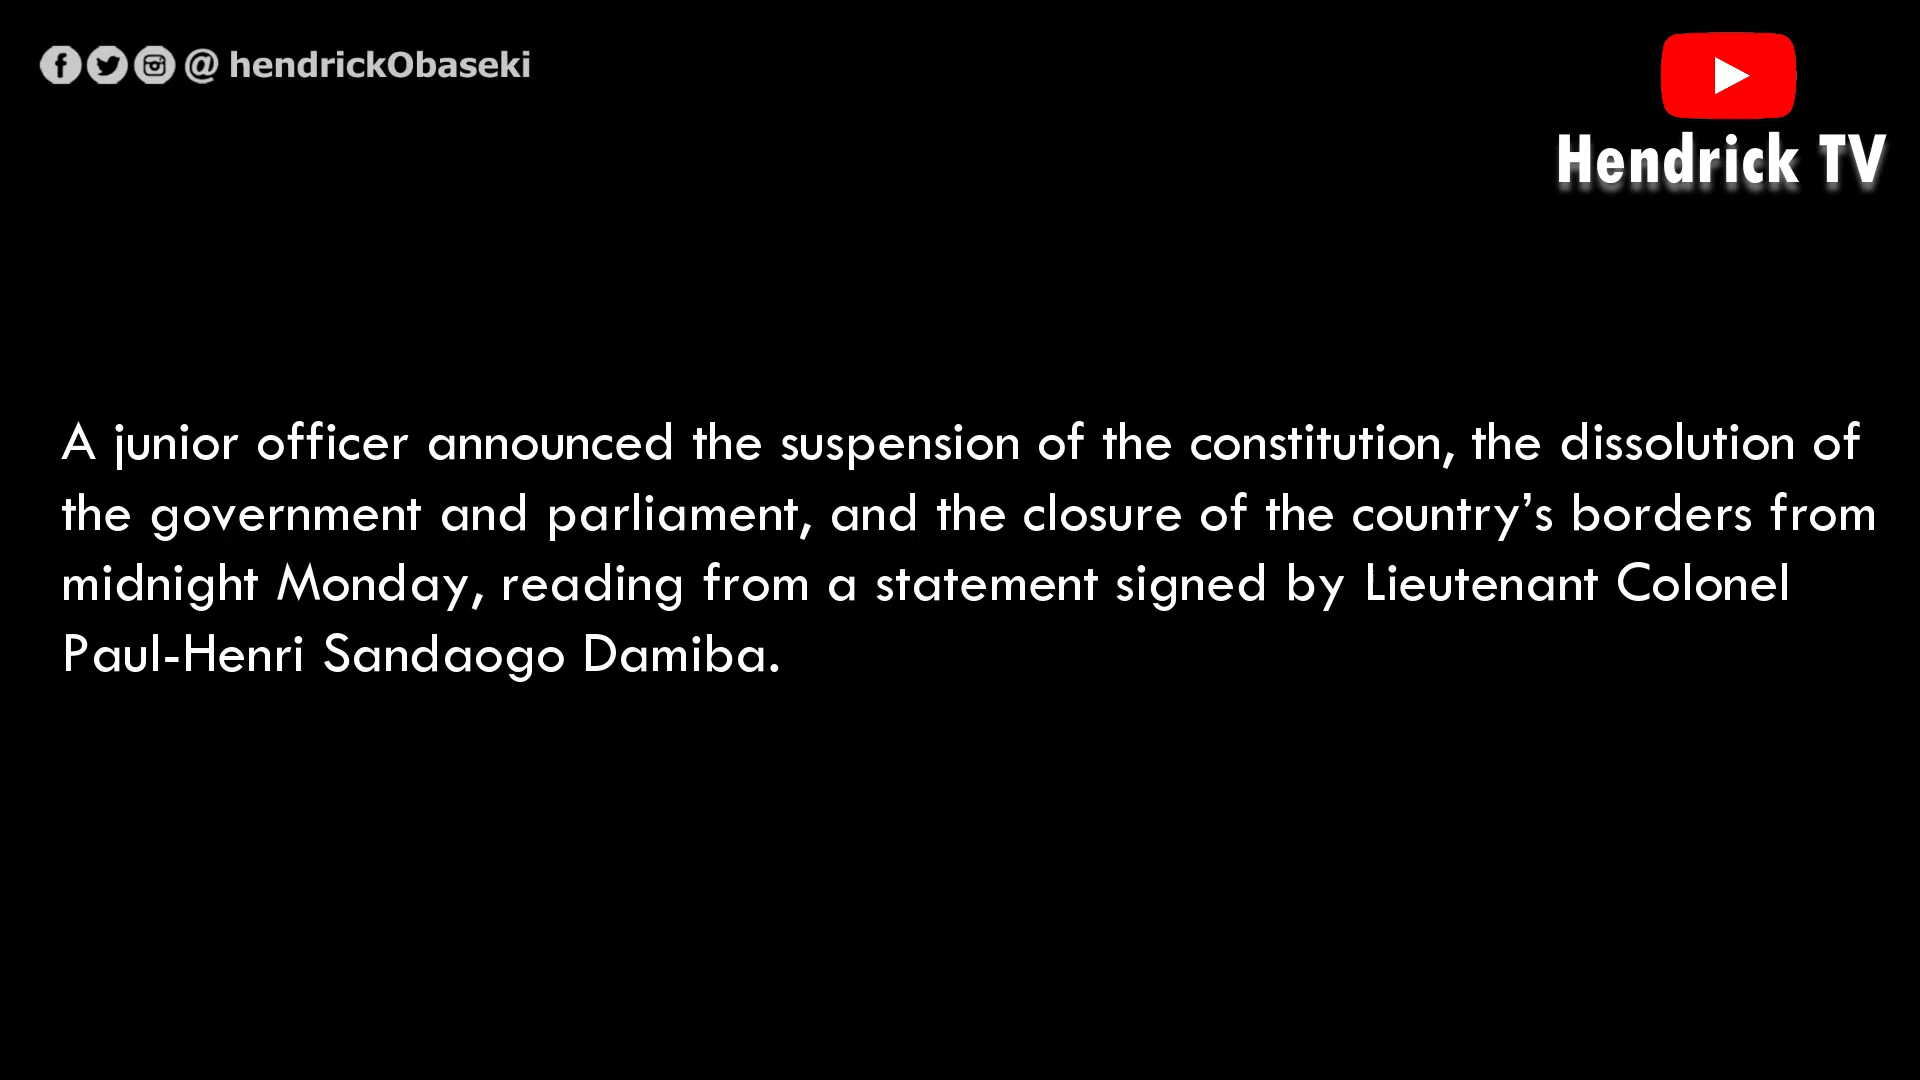 @ hendrickObaseki
Hendrick TV
A junior officer announced the suspension of the constitution, the dissolution of
the government and parliament, and the closure of the country’s borders from
midnight Monday, reading from a statement signed by Lieutenant Colonel
Paul-Henri Sandaogo Damiba.